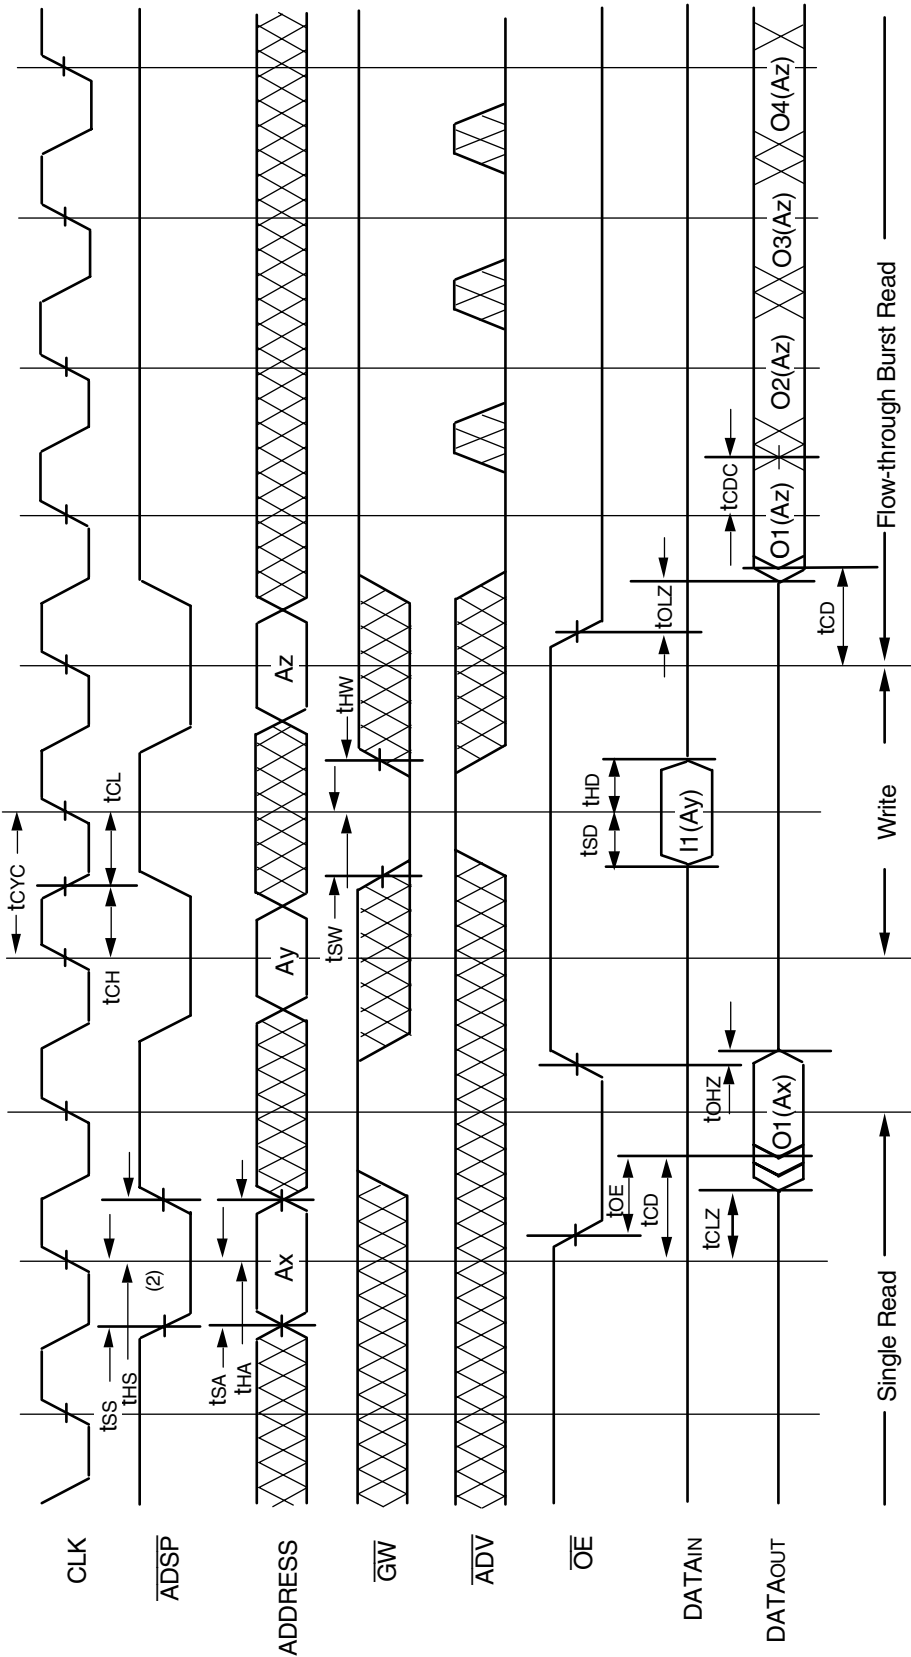 tCYC
CLK
tCH
tCL
tSS
tHS
ADSP
(2)
tSA
tHA
ADDRESS
Ax
Ay
Az
tSW
tHW
GW
ADV
OE
tOE
tOHZ
tSD
tHD
tOLZ
DATAIN
I1(Ay)
tCD
tCLZ
tCDC
DATAOUT
O1(Ax)
O1(Az)
O2(Az)
O3(Az)
O4(Az)
tCD
Single Read
Write
Flow-through Burst Read